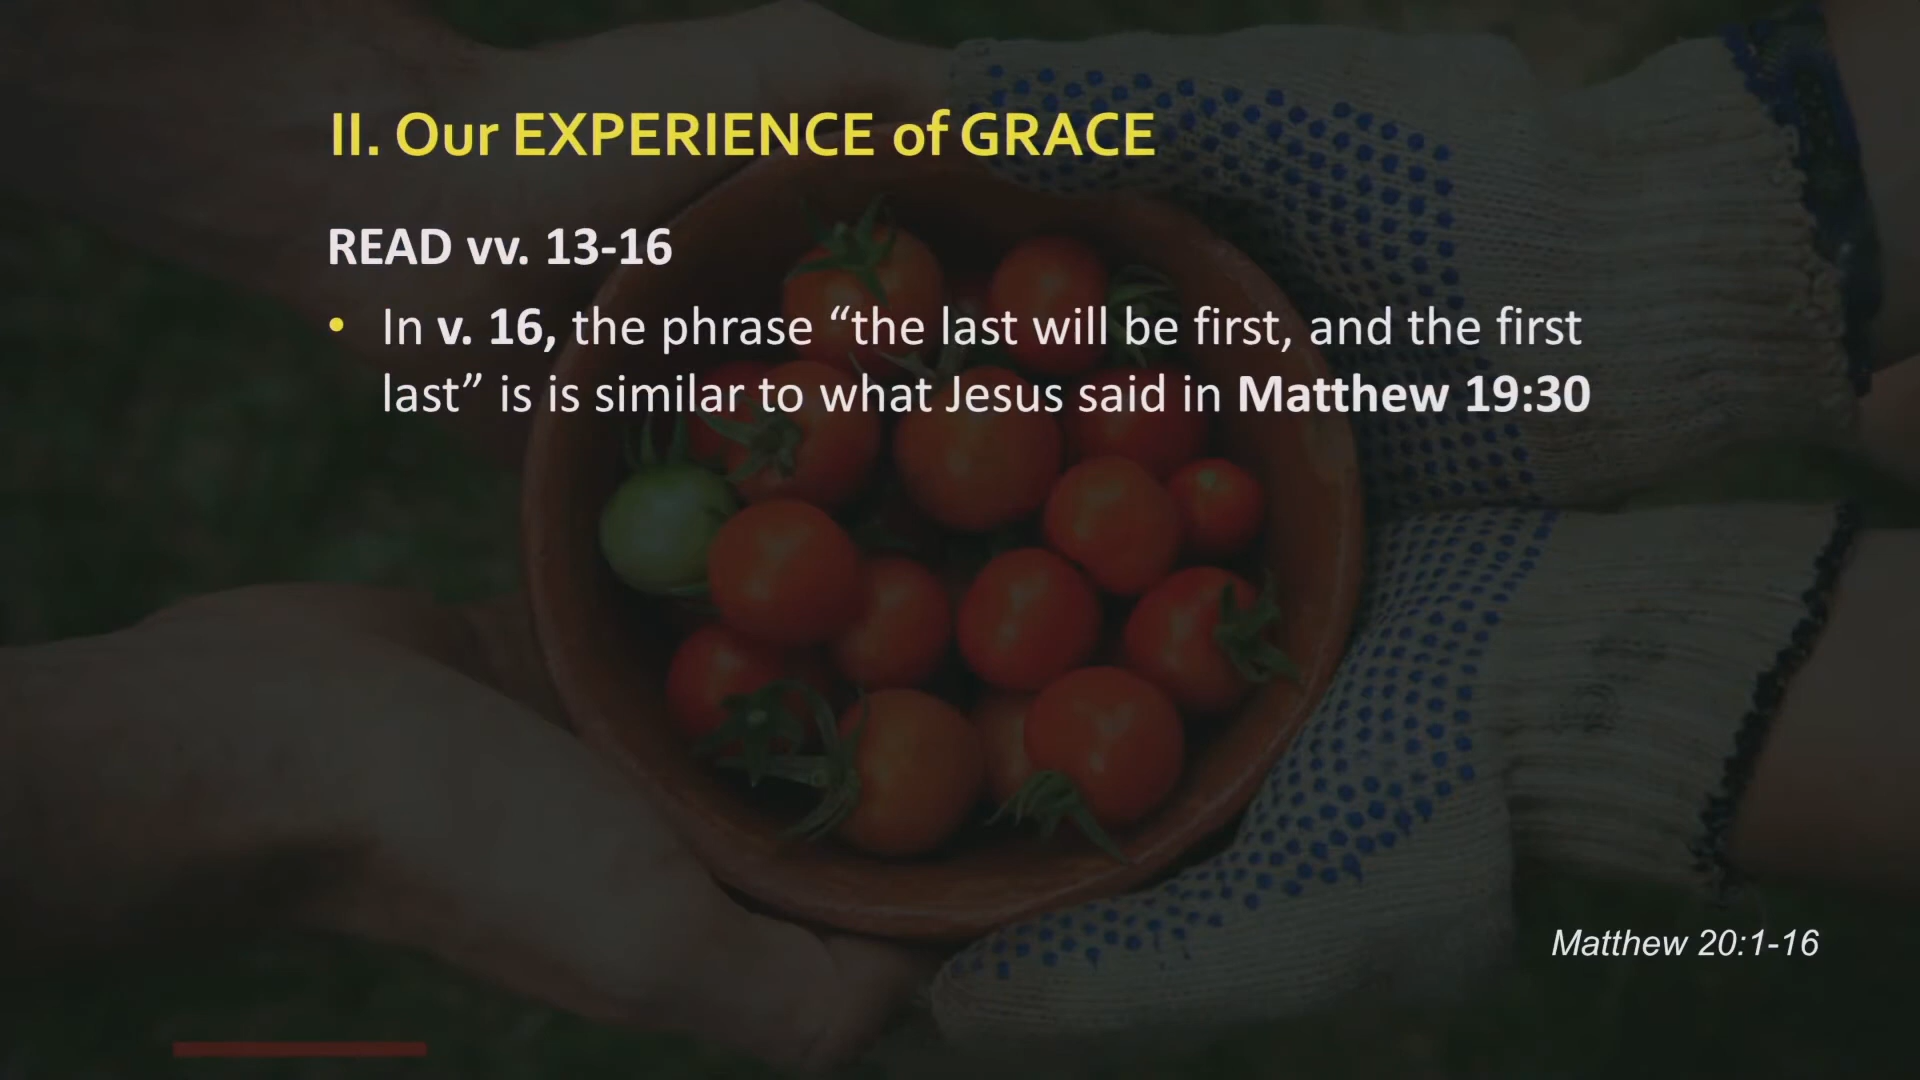 II. Our EXPERIENCE of GRACE
READ vv. 13-16
• In v. 16, the phrase “the last will be first, and the first
last” is is similar to what Jesus said in Matthew 19:30
Matthew 20:1-16